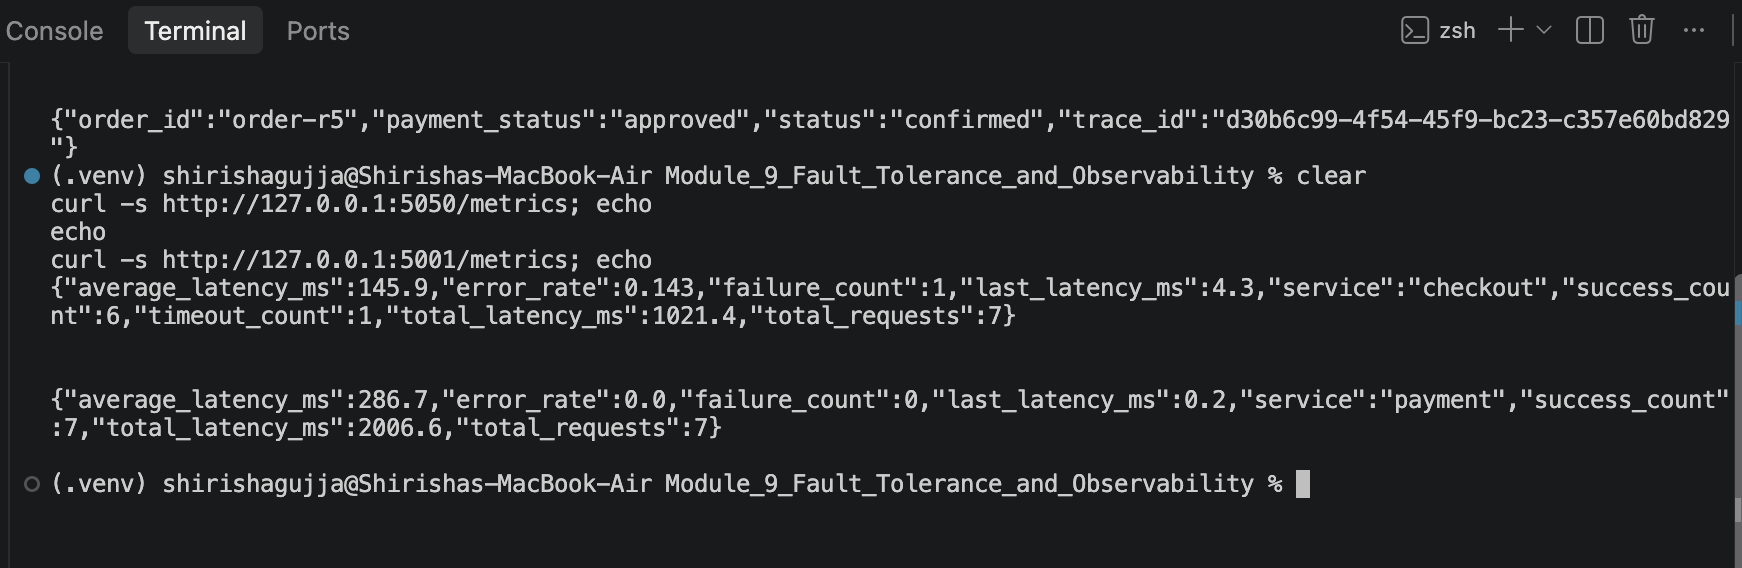 Console Terminal Ports zsh
{"order_id":"order-r5","payment_status":"approved","status":"confirmed","trace_id":"d30b6c99-4f54-45f9-bc23-c357e60bd829
"}
(.venv) shirishagujja@Shirishas-MacBook-Air Module_9_Fault_Tolerance_and_Observability % clear
curl -s http://127.0.0.1:5050/metrics; echo
echo
curl -s http://127.0.0.1:5001/metrics; echo
{"average_latency_ms":145.9,"error_rate":0.143,"failure_count":1,"last_latency_ms":4.3,"service":"checkout","success_cou
nt":6,"timeout_count":1,"total_latency_ms":1021.4,"total_requests":7}
{"average_latency_ms":286.7,"error_rate":0.0,"failure_count":0,"last_latency_ms":0.2,"service":"payment","success_count"
:7,"total_latency_ms":2006.6,"total_requests":7}
(.venv) shirishagujja@Shirishas-MacBook-Air Module_9_Fault_Tolerance_and_Observability %